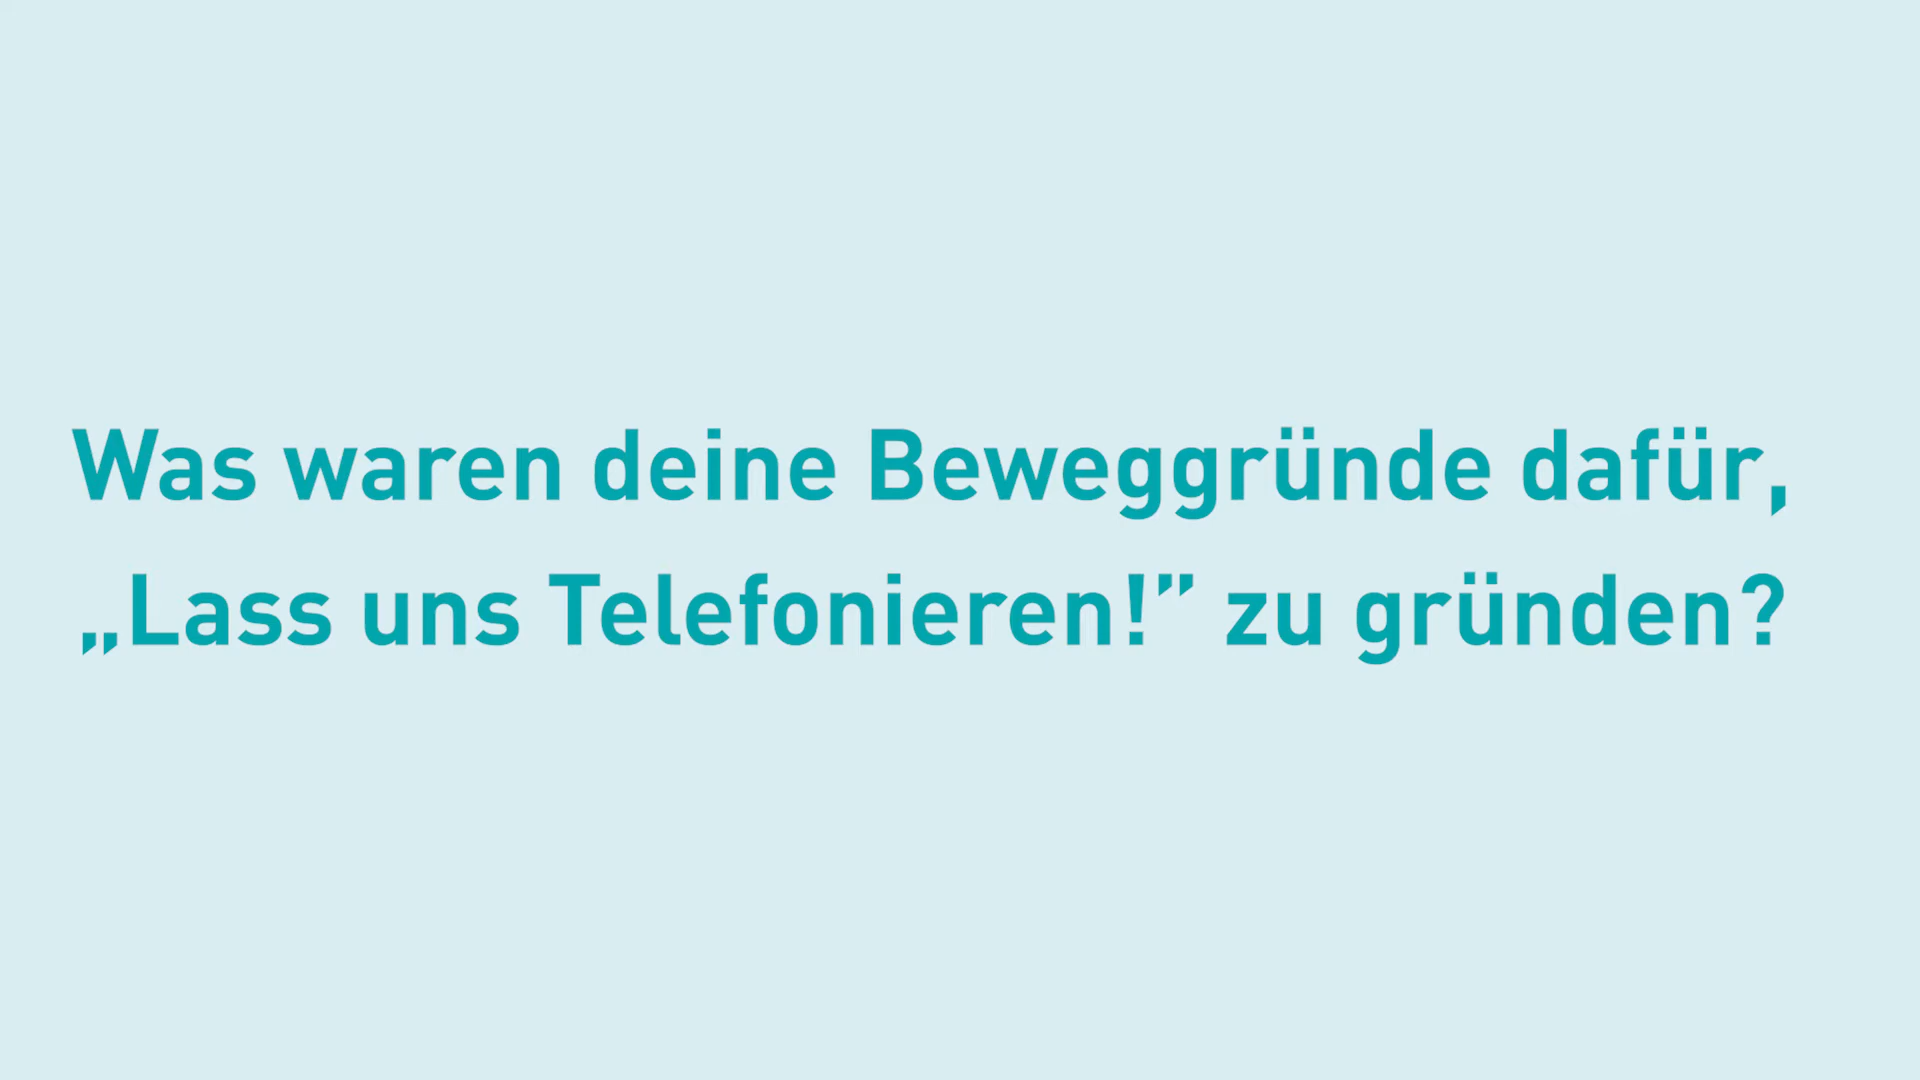 Was waren deine Beweggründe dafür,
„Lass uns Telefonieren!” zu gründen?